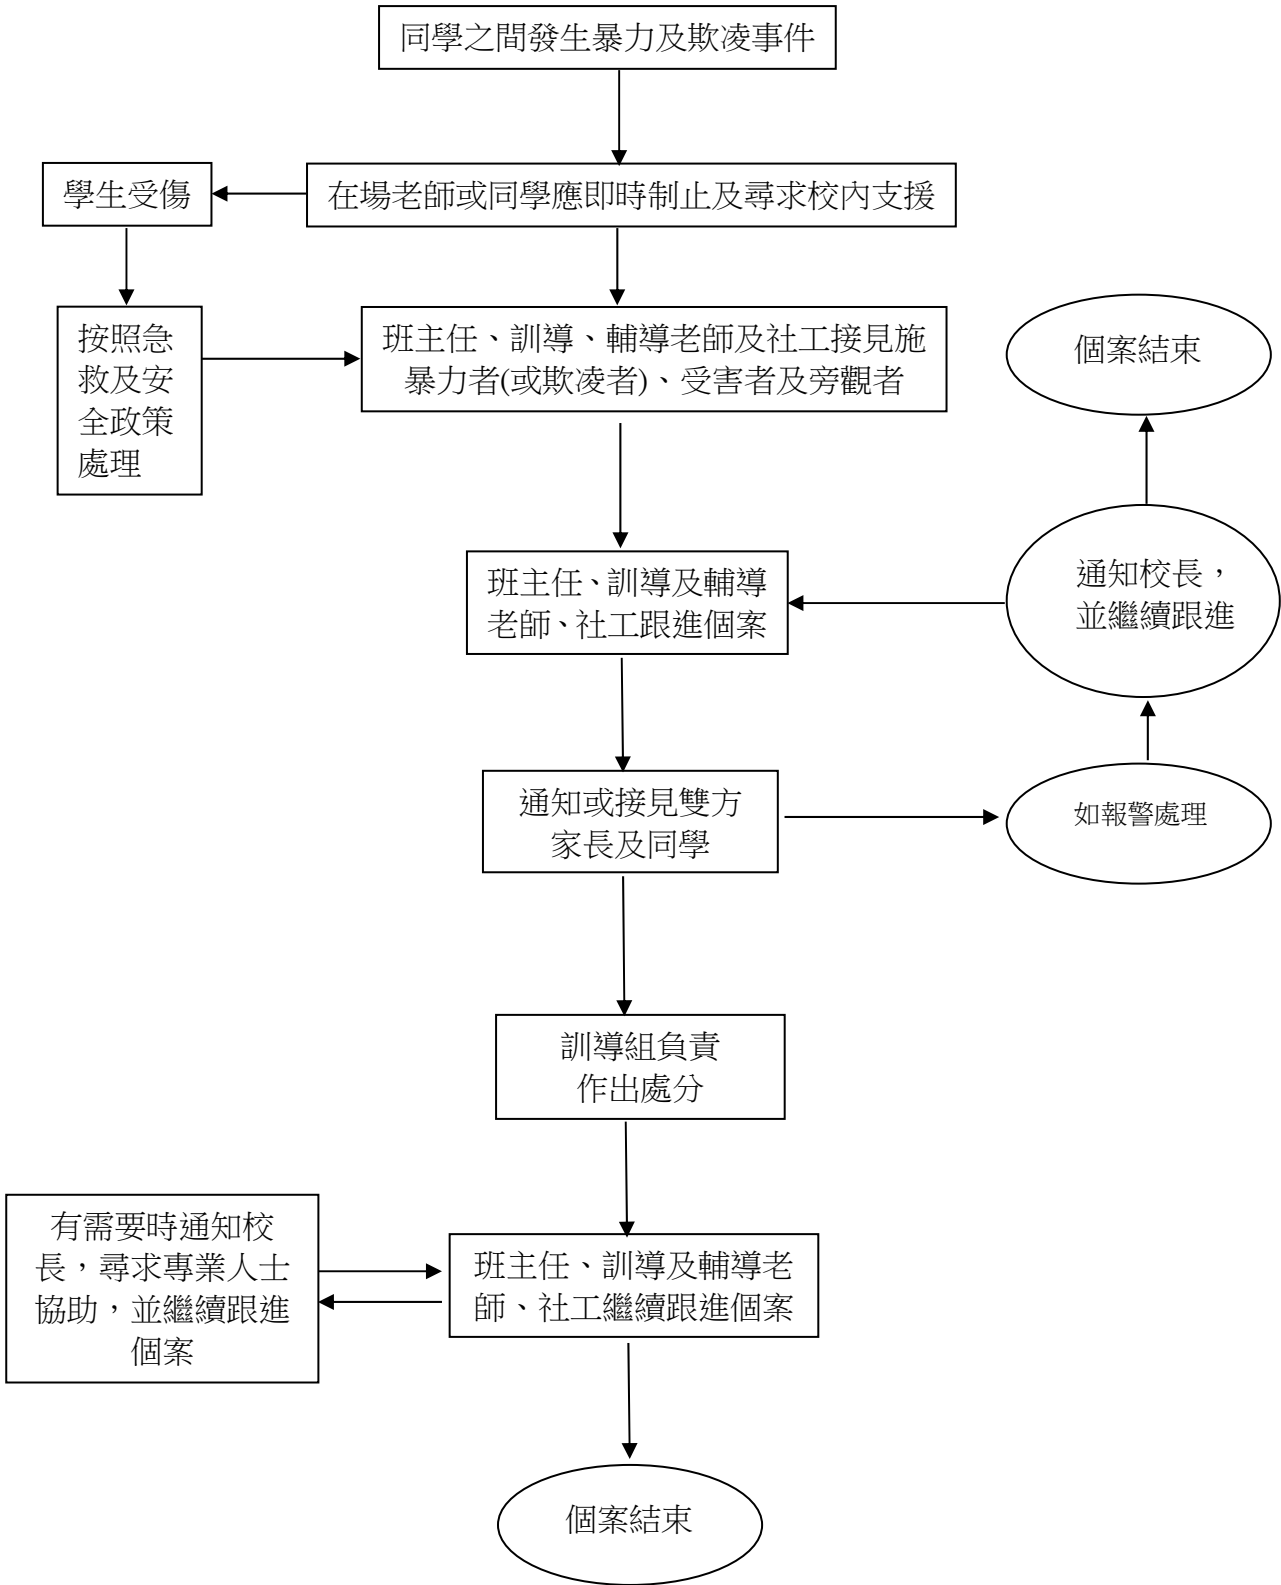 同學之間發生暴力及欺凌事件
學生受傷
在場老師或同學應即時制止及尋求校內支援
按照急
救及安
全政策
處理
班主任、訓導、輔導老師及社工接見施
暴力者(或欺凌者)、受害者及旁觀者
個案結束
通知校長，
並繼續跟進
班主任、訓導及輔導
老師、社工跟進個案
通知或接見雙方
家長及同學
如報警處理
訓導組負責
作出處分
有需要時通知校
長，尋求專業人士
協助，並繼續跟進
個案
班主任、訓導及輔導老
師、社工繼續跟進個案
個案結束